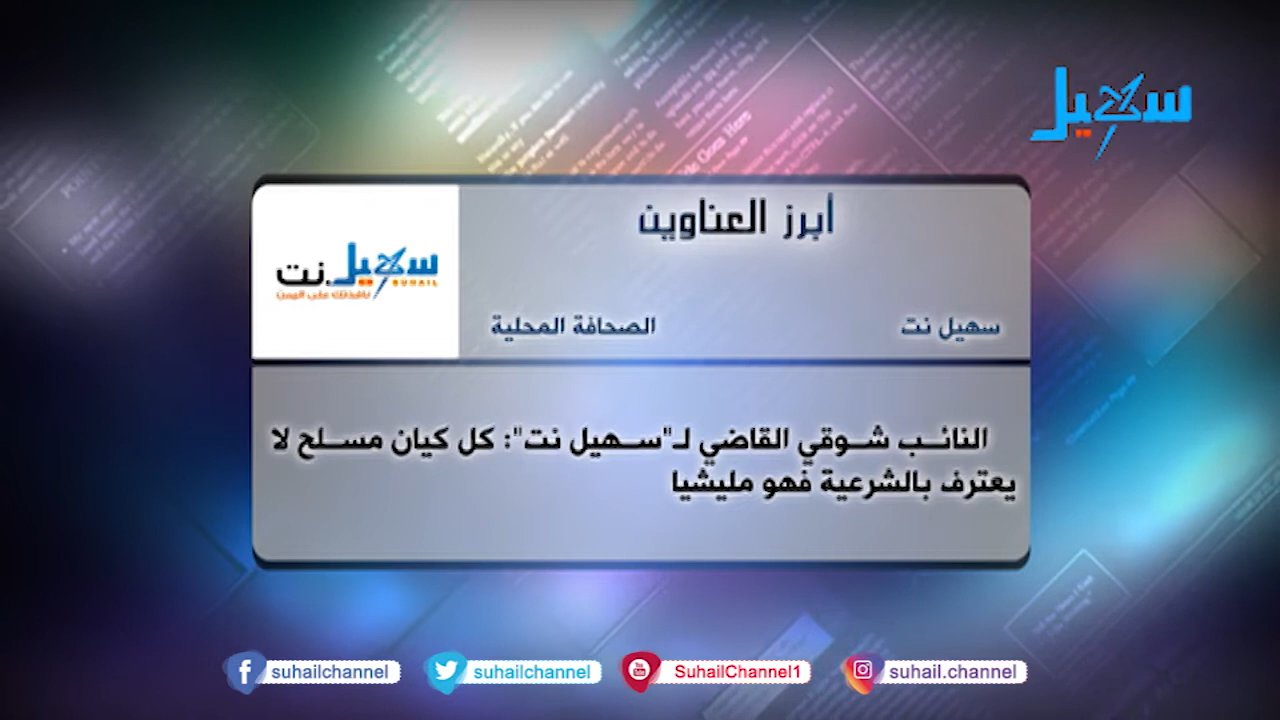 سهيل
أبرز العناوين
سهيل.نت
SUHAIL
نافذتك على اليمن
سهيل نت
الصحافة المحلية
النائب شوقي القاضي لـ"سهيل نت": كل كيان مسلح لا
يعترف بالشرعية فهو مليشيا
suhailchannel
suhailchannel
SuhailChannel1
suhail.channel